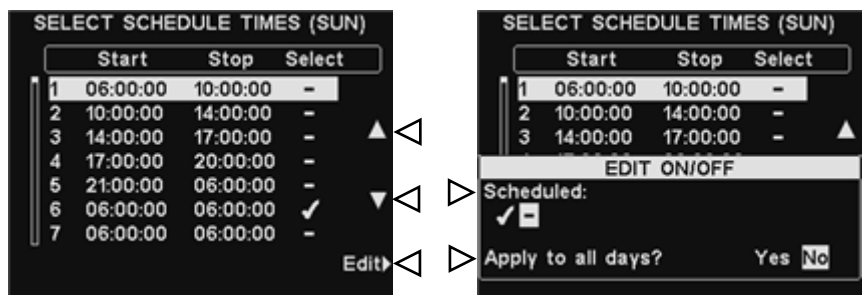 SELECT SCHEDULE TIMES (SUN)
Start Stop Select
1 06:00:00 10:00:00 -
2 10:00:00 14:00:00 -
3 14:00:00 17:00:00 -
4 17:00:00 20:00:00 -
5 21:00:00 06:00:00 -
6 06:00:00 06:00:00 ✓
7 06:00:00 06:00:00 -
Edit
SELECT SCHEDULE TIMES (SUN)
Start Stop Select
1 06:00:00 10:00:00 -
2 10:00:00 14:00:00 -
3 14:00:00 17:00:00 -
EDIT ON/OFF
Scheduled:
✓ -
Apply to all days? Yes No